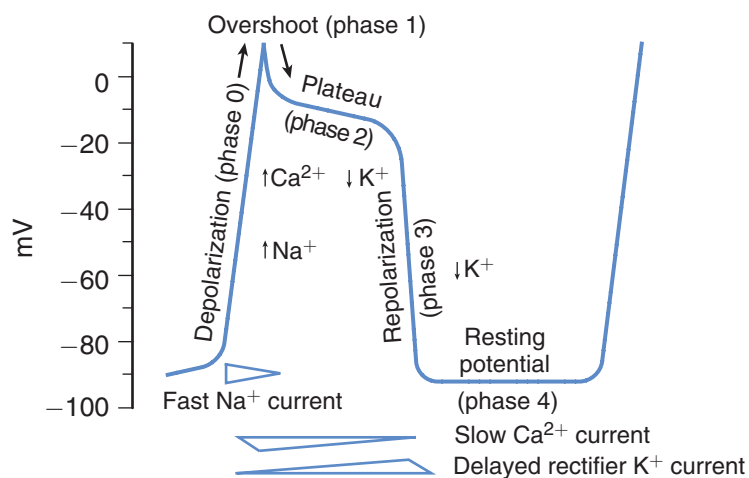 Overshoot (phase 1)
0
−20
−40
−60
−80
−100
mV
Depolarization (phase 0)
Plateau
(phase 2)
↑Ca²⁺ ↓K⁺
↑Na⁺
Repolarization
(phase 3)
↓K⁺
Resting
potential
(phase 4)
Fast Na⁺ current
Slow Ca²⁺ current
Delayed rectifier K⁺ current